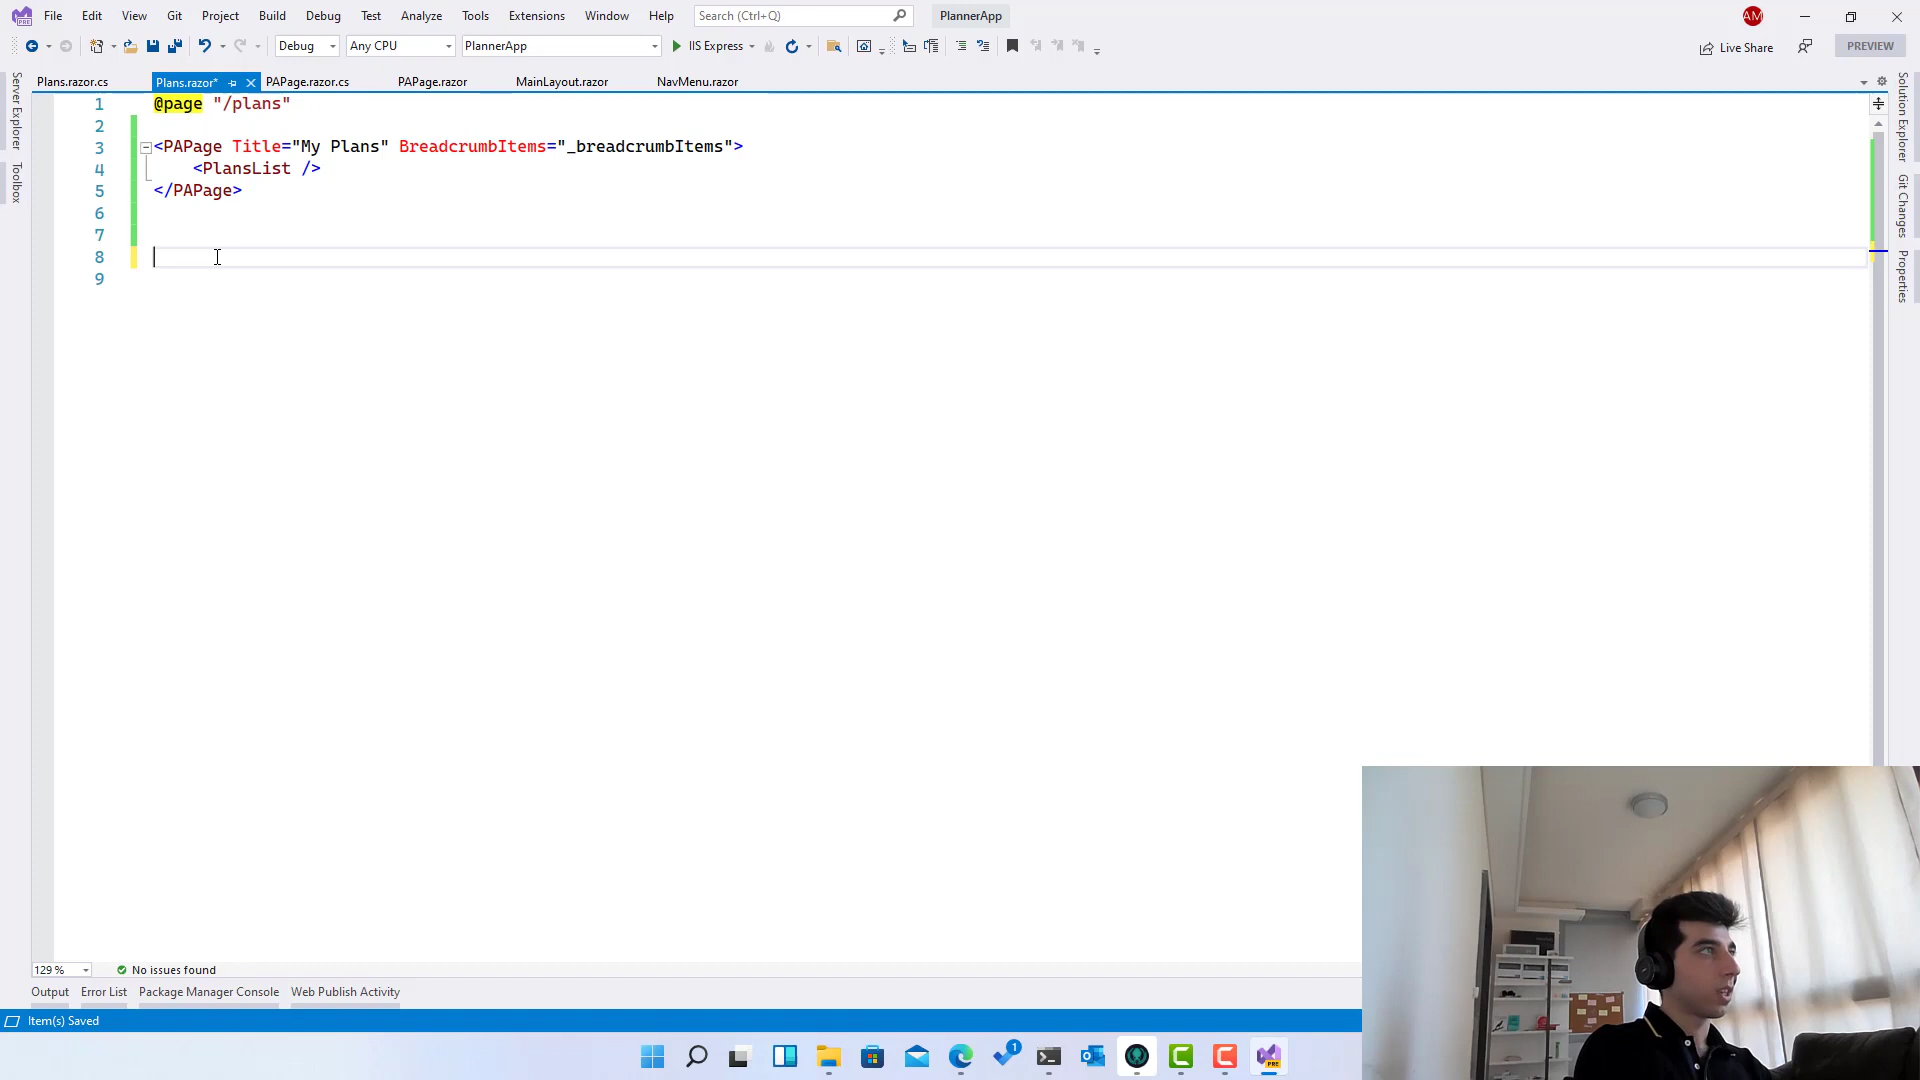 File Edit View Git Project Build Debug Test Analyze Tools Extensions Window Help Search (Ctrl+Q) PlannerApp AM
Debug Any CPU PlannerApp IIS Express Live Share PREVIEW
Plans.razor.cs Plans.razor* PAPage.razor.cs PAPage.razor MainLayout.razor NavMenu.razor
Server Explorer
Toolbox
Solution Explorer
Git Changes
Properties
1 @page "/plans"
2
3 <PAPage Title="My Plans" BreadcrumbItems="_breadcrumbItems">
4 <PlansList />
5 </PAPage>
6
7
8
9
129 % No issues found
Output Error List Package Manager Console Web Publish Activity
Item(s) Saved
1
PRE